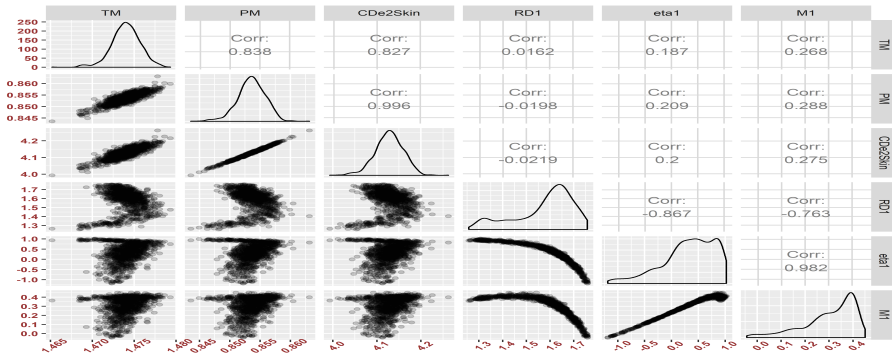 TM PM CDe2Skin RD1 eta1 M1
250
200
150
100
50
0
Corr: 0.838
Corr: 0.827
Corr: 0.0162
Corr: 0.187
Corr: 0.268
TM
0.860
0.855
0.850
0.845
Corr: 0.996
Corr: -0.0198
Corr: 0.209
Corr: 0.288
PM
4.2
4.1
4.0
Corr: -0.0219
Corr: 0.2
Corr: 0.275
CDe2Skin
1.7
1.6
1.5
1.4
1.3
Corr: -0.867
Corr: -0.763
RD1
1.0
0.5
0.0
-0.5
-1.0
Corr: 0.982
eta1
0.4
0.3
0.2
0.1
0.0
M1
1.465 1.470 1.475 1.480 0.845 0.850 0.855 0.860 4.0 4.1 4.2 1.3 1.4 1.5 1.6 1.7 -1.0 -0.5 0.0 0.5 1.0 0.0 0.1 0.2 0.3 0.4